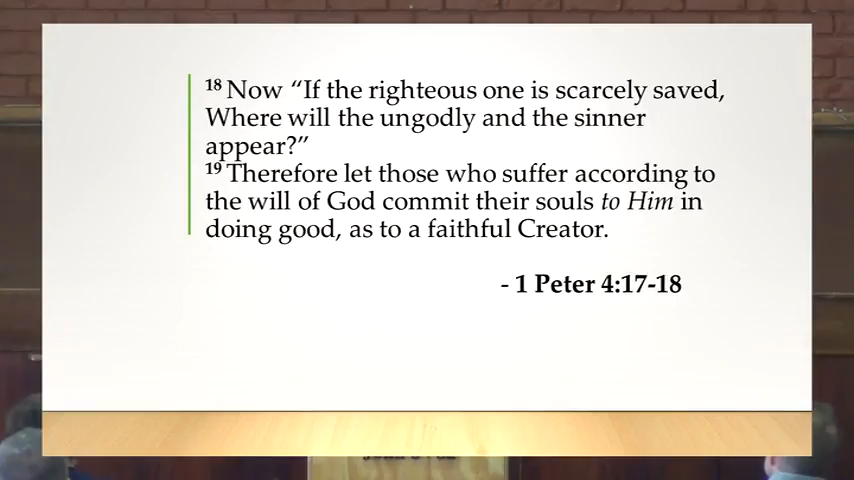 18 Now “If the righteous one is scarcely saved,
Where will the ungodly and the sinner
appear?”
19 Therefore let those who suffer according to
the will of God commit their souls to Him in
doing good, as to a faithful Creator.
- 1 Peter 4:17-18